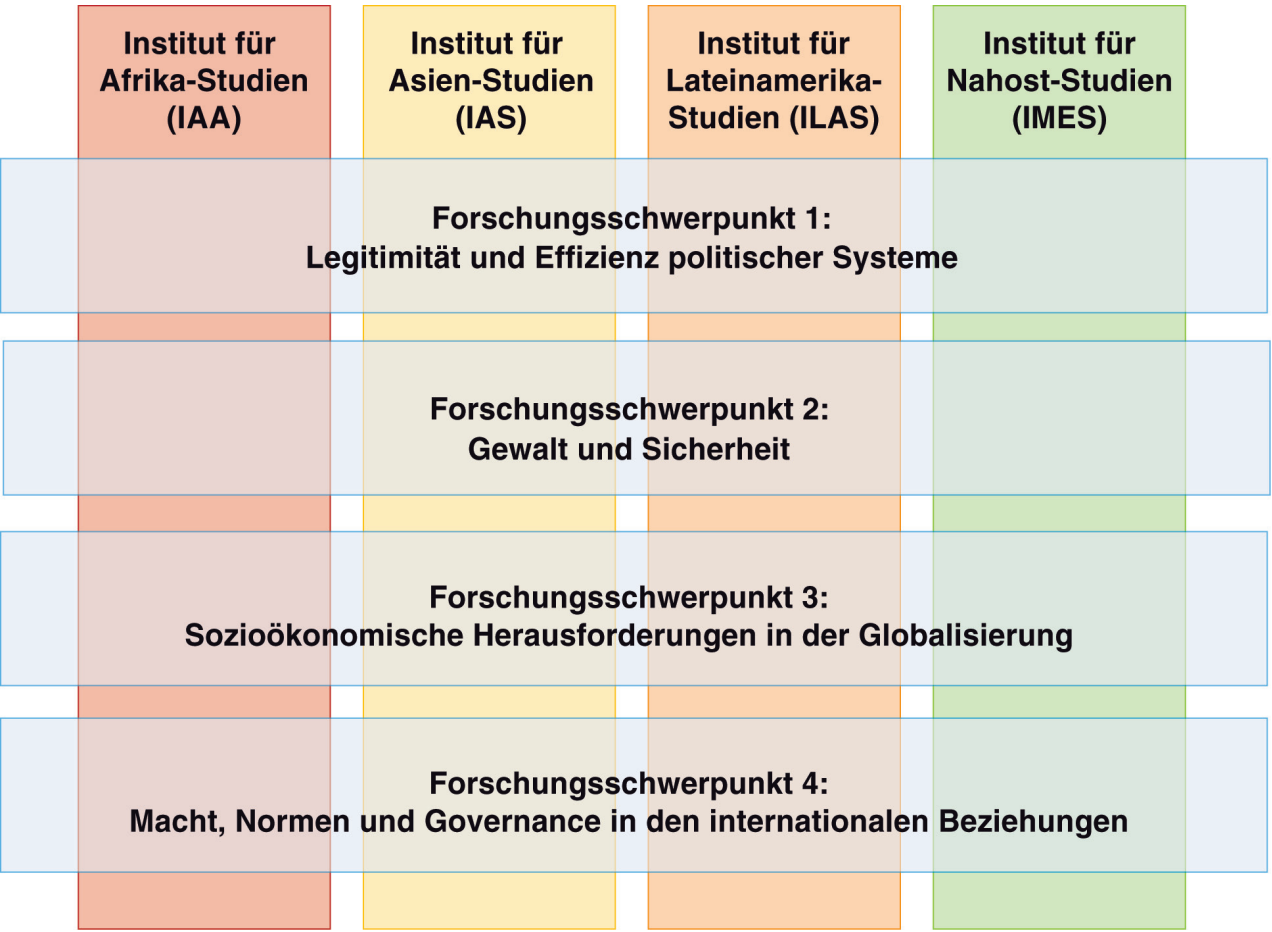 Institut für
Afrika-Studien
(IAA)
Institut für
Asien-Studien
(IAS)
Institut für
Lateinamerika-
Studien (ILAS)
Institut für
Nahost-Studien
(IMES)
Forschungsschwerpunkt 1:
Legitimität und Effizienz politischer Systeme
Forschungsschwerpunkt 2:
Gewalt und Sicherheit
Forschungsschwerpunkt 3:
Sozioökonomische Herausforderungen in der Globalisierung
Forschungsschwerpunkt 4:
Macht, Normen und Governance in den internationalen Beziehungen